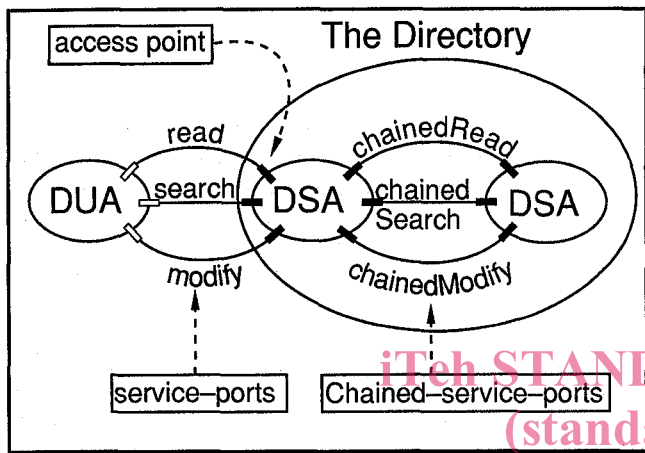 The Directory
access point
read
chainedRead
DUA
search
DSA
chained
Search
DSA
modify
chainedModify
service–ports
Chained–service–ports
iTeh STAND
(standa